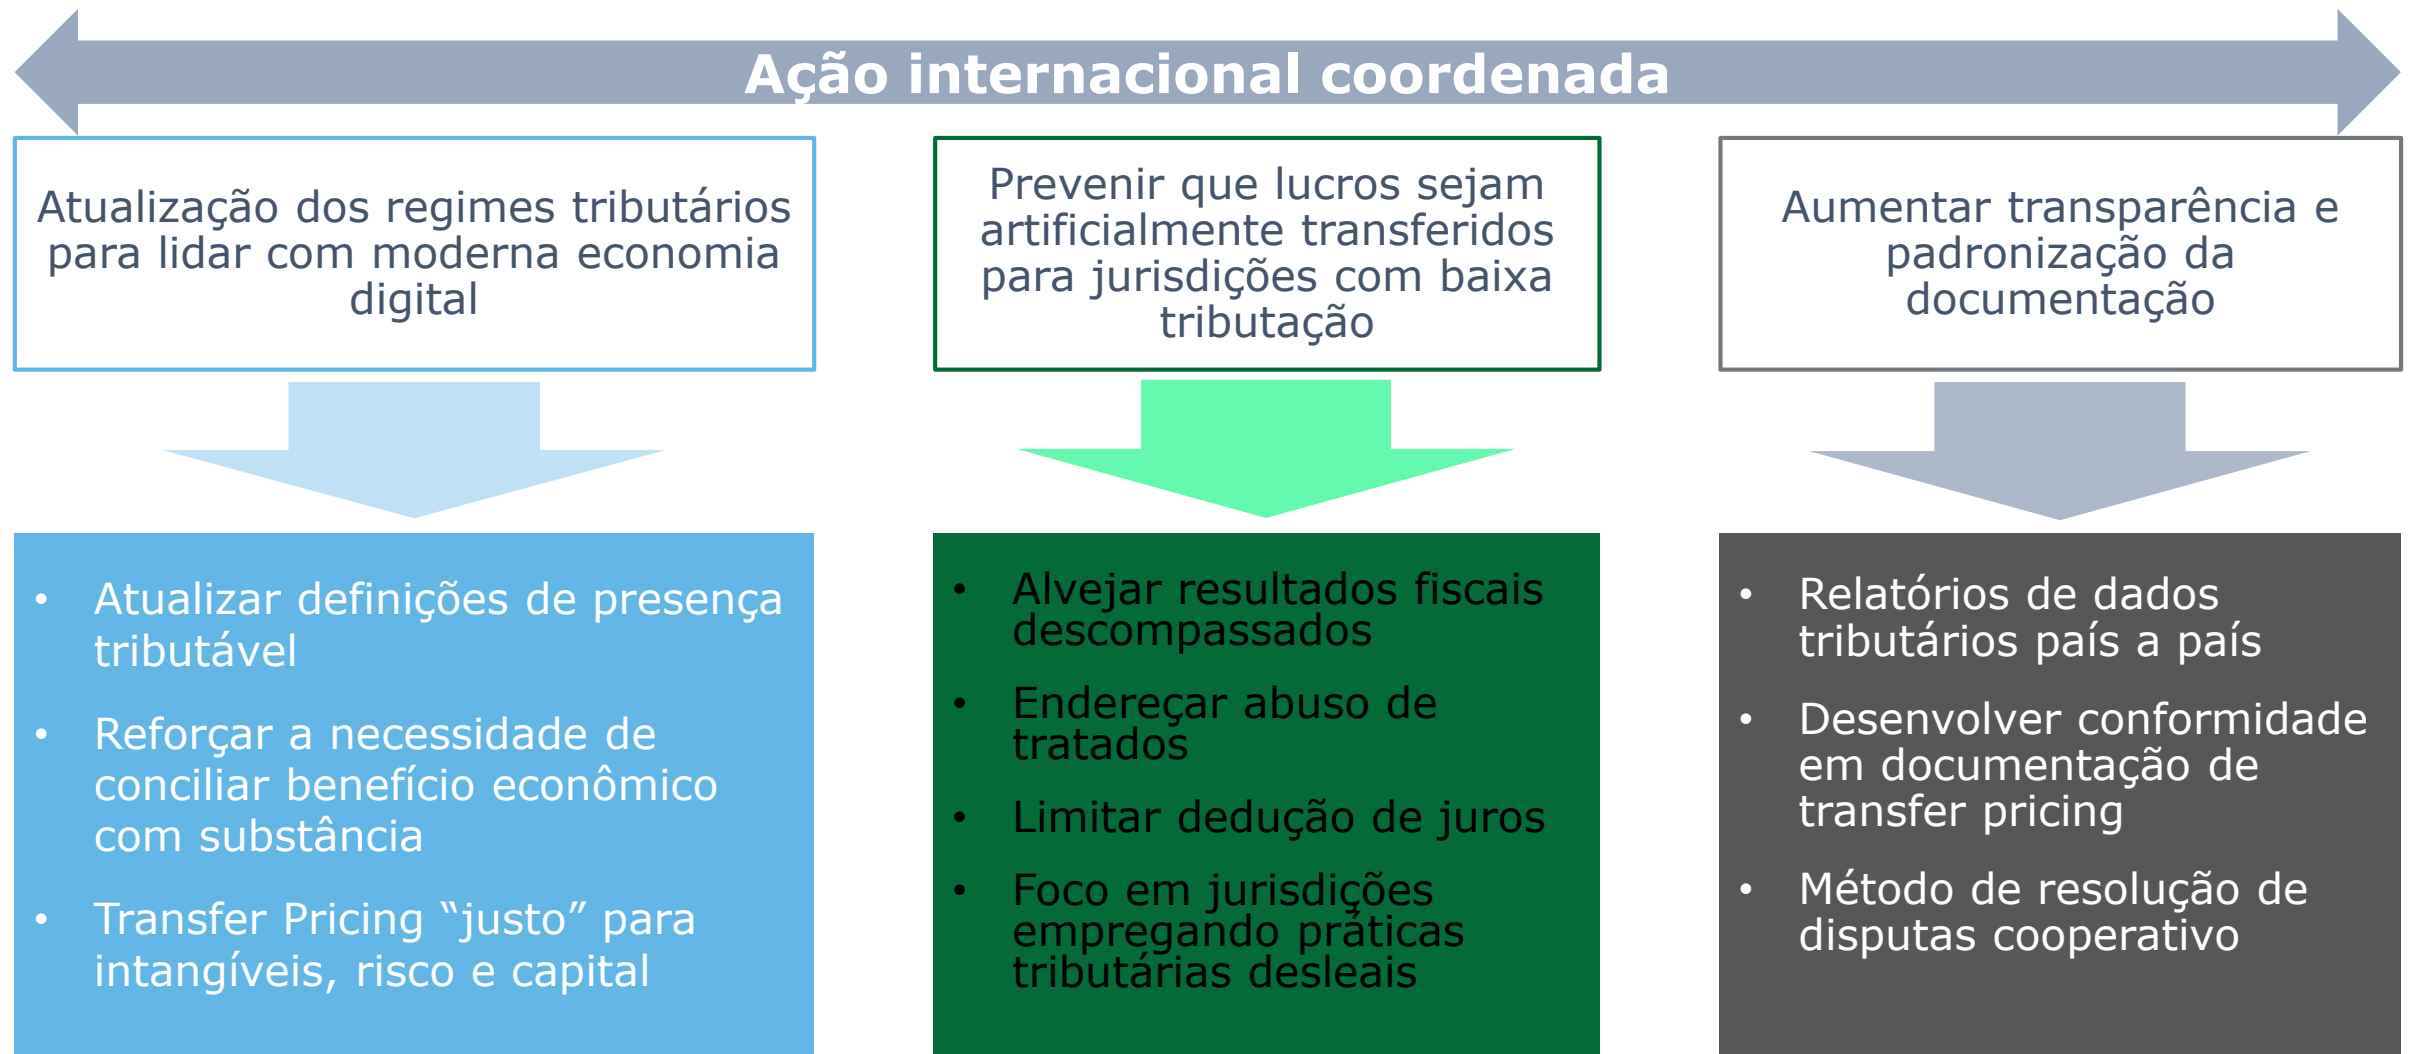 Ação internacional coordenada
Atualização dos regimes tributários
para lidar com moderna economia
digital
Prevenir que lucros sejam
artificialmente transferidos
para jurisdições com baixa
tributação
Aumentar transparência e
padronização da
documentação
• Atualizar definições de presença
tributável
• Reforçar a necessidade de
conciliar benefício econômico
com substância
• Transfer Pricing “justo” para
intangíveis, risco e capital
• Alvejar resultados fiscais
descompassados
• Endereçar abuso de
tratados
• Limitar dedução de juros
• Foco em jurisdições
empregando práticas
tributárias desleais
• Relatórios de dados
tributários país a país
• Desenvolver conformidade
em documentação de
transfer pricing
• Método de resolução de
disputas cooperativo